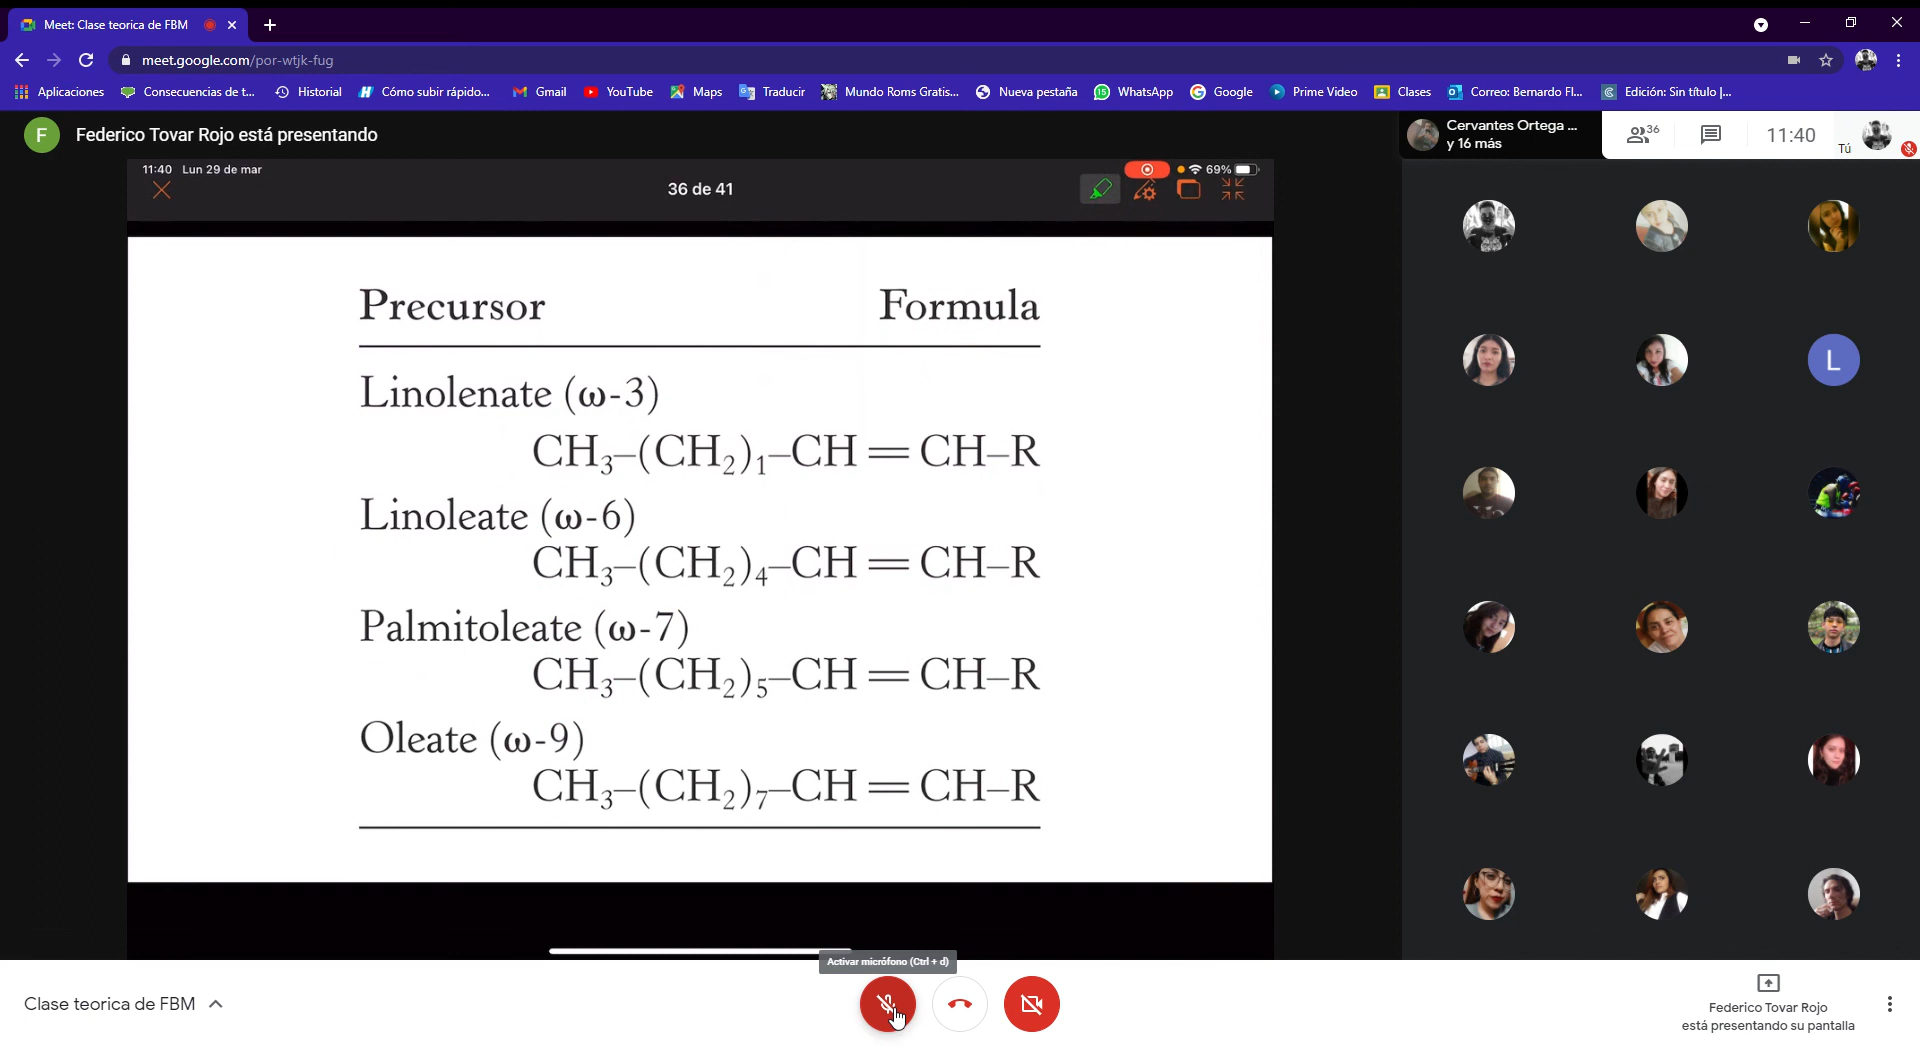 Meet: Clase teorica de FBM
meet.google.com/por-wtjk-fug
Aplicaciones
Consecuencias de t...
Historial
Cómo subir rápido...
Gmail
YouTube
Maps
Traducir
Mundo Roms Gratis...
Nueva pestaña
WhatsApp
Google
Prime Video
Clases
Correo: Bernardo Fl...
Edición: Sin título |...
F
Federico Tovar Rojo está presentando
Cervantes Ortega ...
y 16 más
36
11:40
Tú
11:40 Lun 29 de mar
69%
36 de 41
Precursor Formula
Linolenate (ω-3)
CH₃–(CH₂)₁–CH = CH–R
Linoleate (ω-6)
CH₃–(CH₂)₄–CH = CH–R
Palmitoleate (ω-7)
CH₃–(CH₂)₅–CH = CH–R
Oleate (ω-9)
CH₃–(CH₂)₇–CH = CH–R
L
Activar micrófono (Ctrl + d)
Clase teorica de FBM
Federico Tovar Rojo
está presentando su pantalla